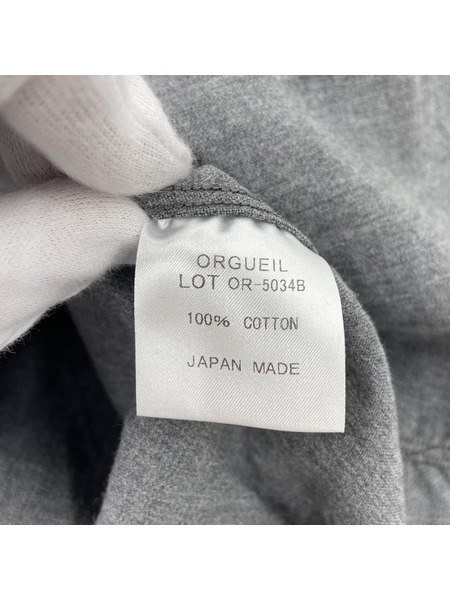 ORGUEIL
LOT OR-5034B
100% COTTON
JAPAN MADE